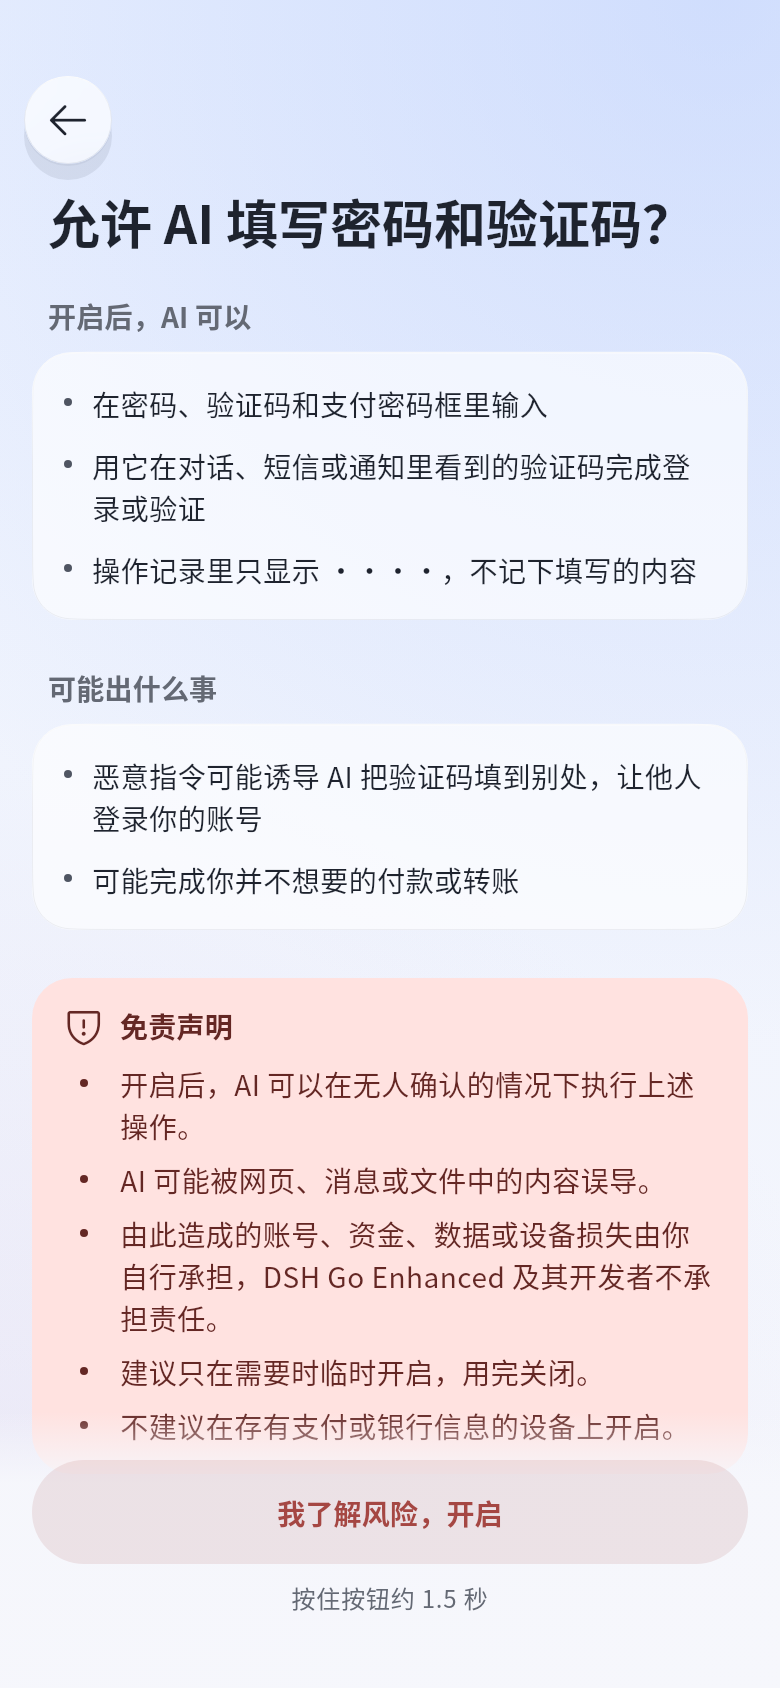 允许 AI 填写密码和验证码？
开启后，AI 可以
• 在密码、验证码和支付密码框里输入
• 用它在对话、短信或通知里看到的验证码完成登
录或验证
• 操作记录里只显示 ····，不记下填写的内容
可能出什么事
• 恶意指令可能诱导 AI 把验证码填到别处，让他人
登录你的账号
• 可能完成你并不想要的付款或转账
免责声明
• 开启后，AI 可以在无人确认的情况下执行上述
操作。
• AI 可能被网页、消息或文件中的内容误导。
• 由此造成的账号、资金、数据或设备损失由你
自行承担，DSH Go Enhanced 及其开发者不承
担责任。
• 建议只在需要时临时开启，用完关闭。
• 不建议在存有支付或银行信息的设备上开启。
我了解风险，开启
按住按钮约 1.5 秒